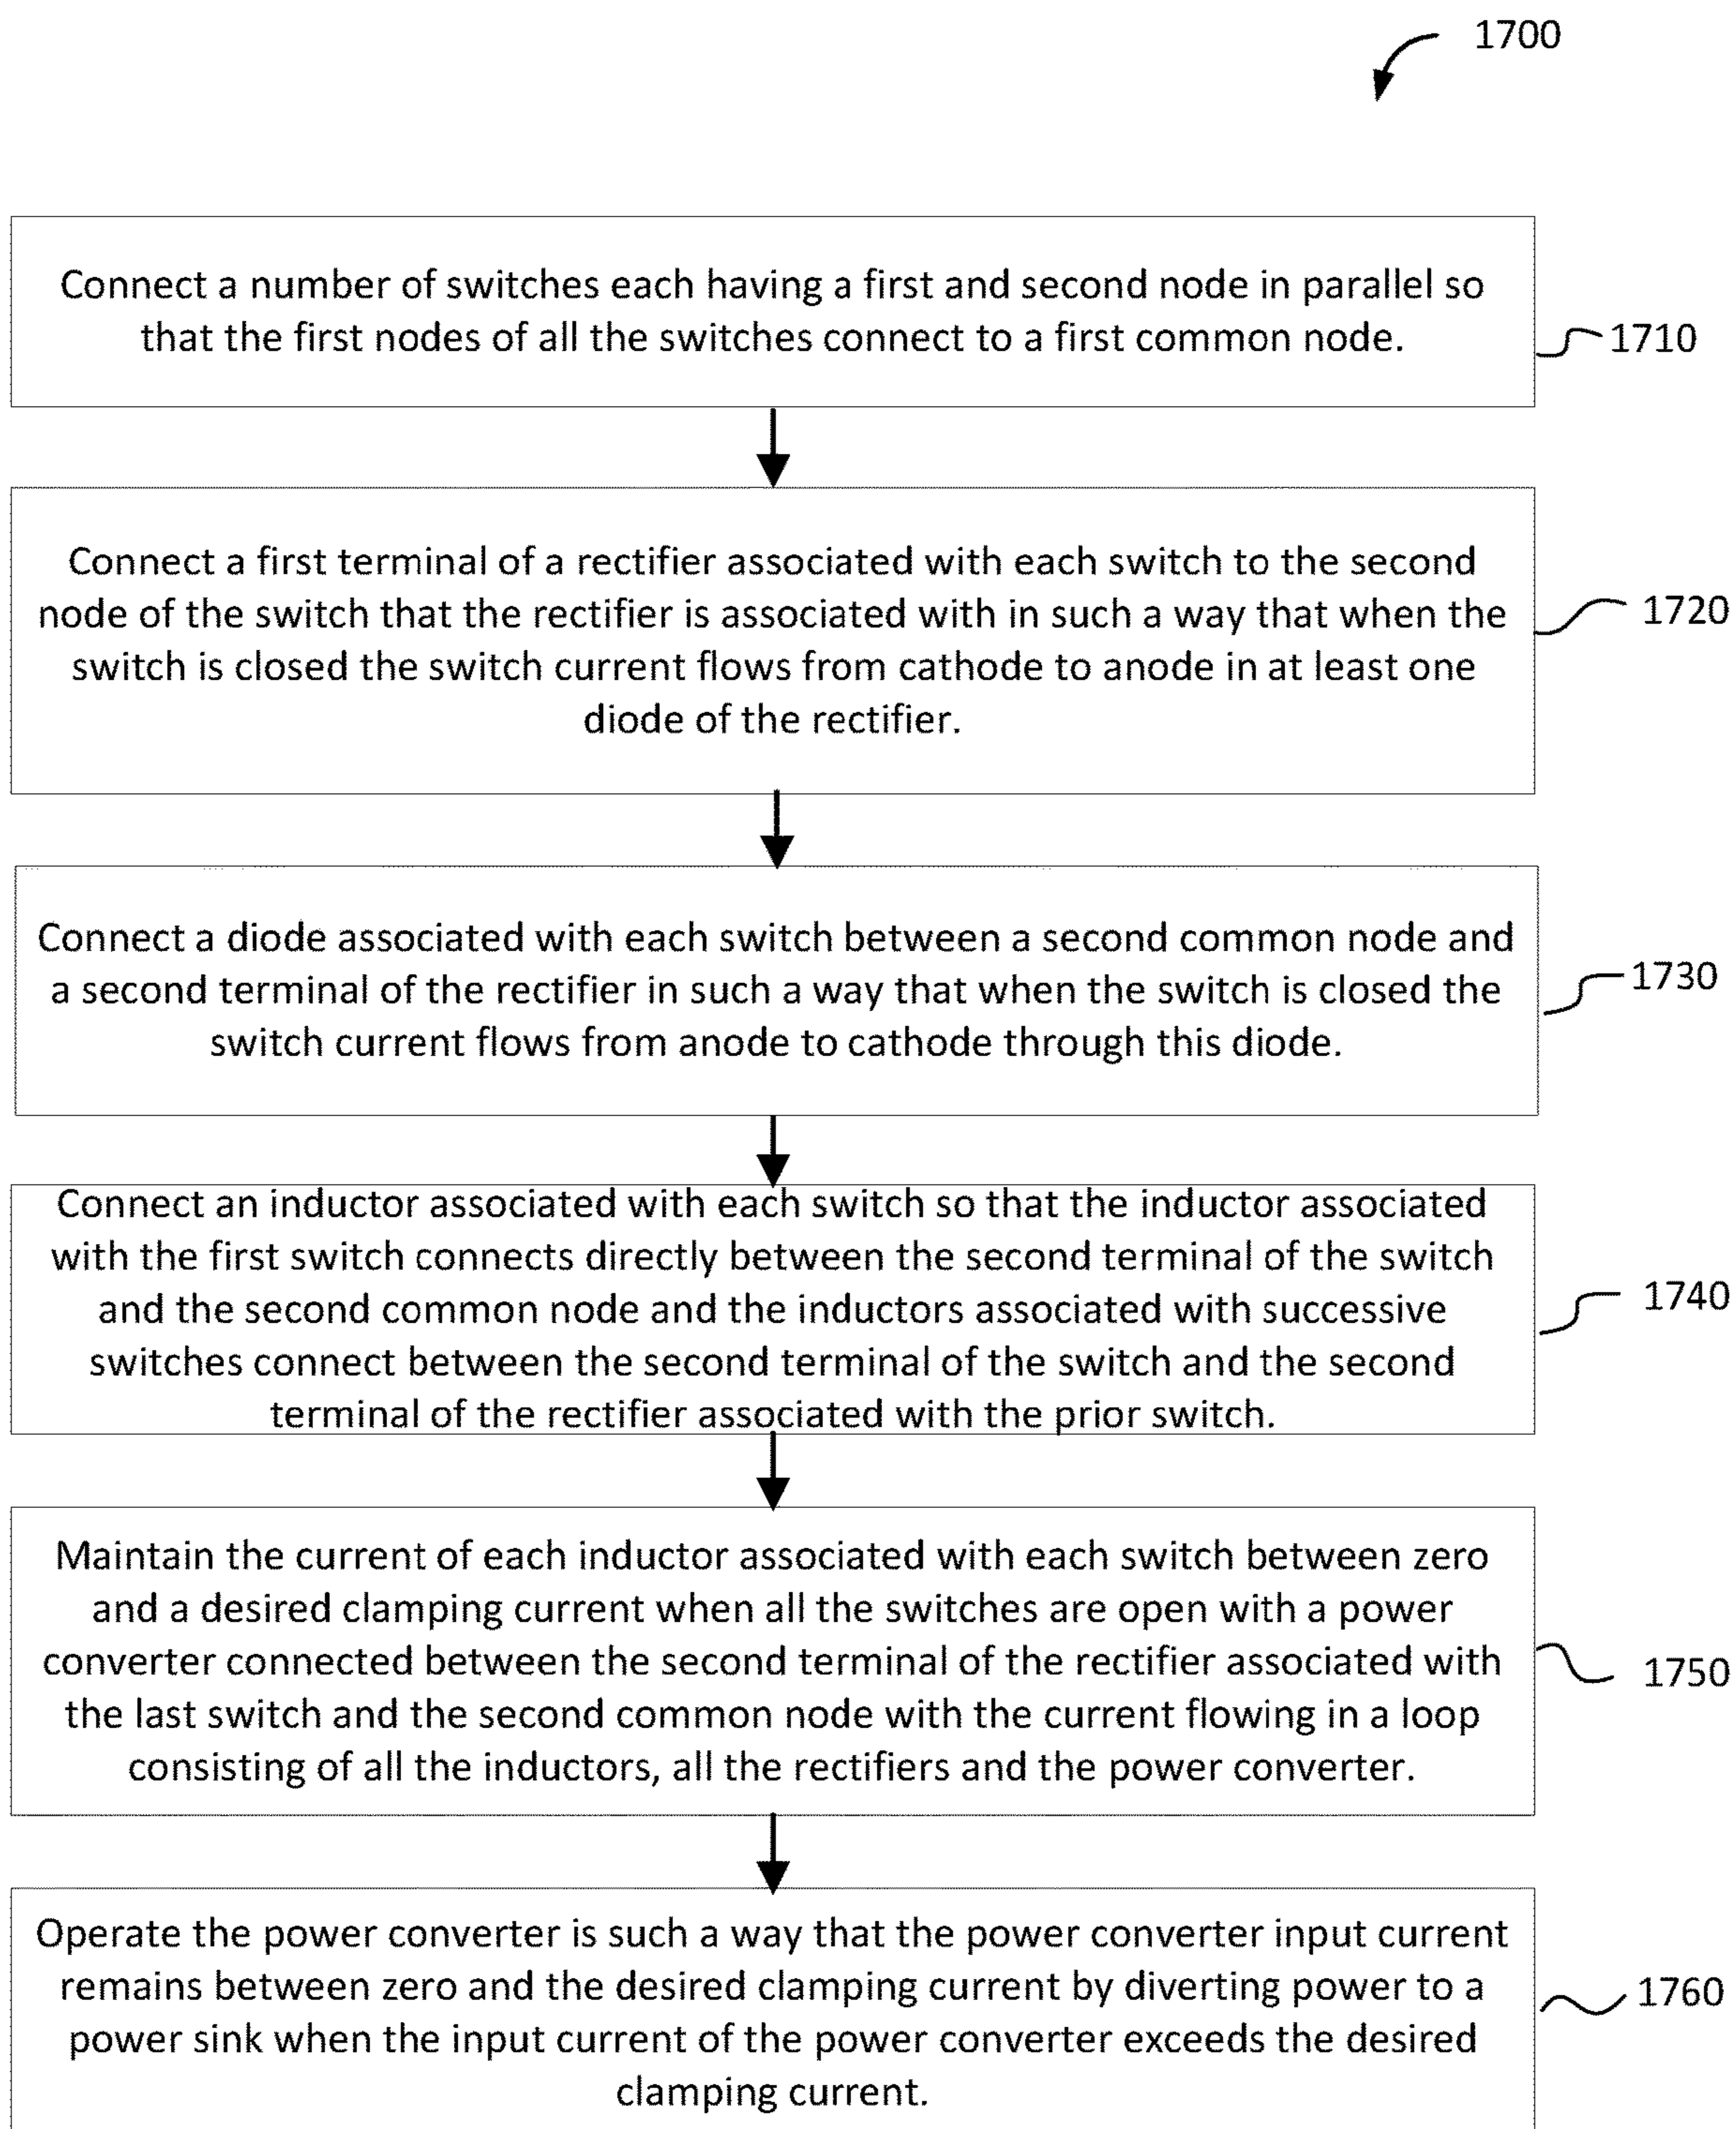 1700
Connect a number of switches each having a first and second node in parallel so
that the first nodes of all the switches connect to a first common node.
1710
Connect a first terminal of a rectifier associated with each switch to the second
node of the switch that the rectifier is associated with in such a way that when the
switch is closed the switch current flows from cathode to anode in at least one
diode of the rectifier.
1720
Connect a diode associated with each switch between a second common node and
a second terminal of the rectifier in such a way that when the switch is closed the
switch current flows from anode to cathode through this diode.
1730
Connect an inductor associated with each switch so that the inductor associated
with the first switch connects directly between the second terminal of the switch
and the second common node and the inductors associated with successive
switches connect between the second terminal of the switch and the second
terminal of the rectifier associated with the prior switch.
1740
Maintain the current of each inductor associated with each switch between zero
and a desired clamping current when all the switches are open with a power
converter connected between the second terminal of the rectifier associated with
the last switch and the second common node with the current flowing in a loop
consisting of all the inductors, all the rectifiers and the power converter.
1750
Operate the power converter is such a way that the power converter input current
remains between zero and the desired clamping current by diverting power to a
power sink when the input current of the power converter exceeds the desired
clamping current.
1760